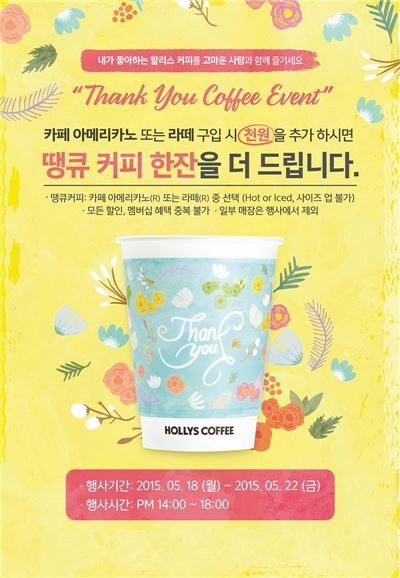 내가 좋아하는 할리스 커피를 고마운 사람과 함께 즐기세요
“Thank You Coffee Event”
카페 아메리카노 또는 라떼 구입 시 천원을 추가 하시면
땡큐 커피 한잔을 더 드립니다.
· 땡큐커피: 카페 아메리카노(R) 또는 라떼(R) 중 선택 (Hot or Iced, 사이즈 업 불가)
· 모든 할인, 멤버십 혜택 중복 불가 · 일부 매장은 행사에서 제외
Thank
you!
HOLLYS COFFEE
· 행사기간: 2015. 05. 18 (월) ~ 2015. 05. 22 (금)
· 행사시간: PM 14:00 ~ 18:00